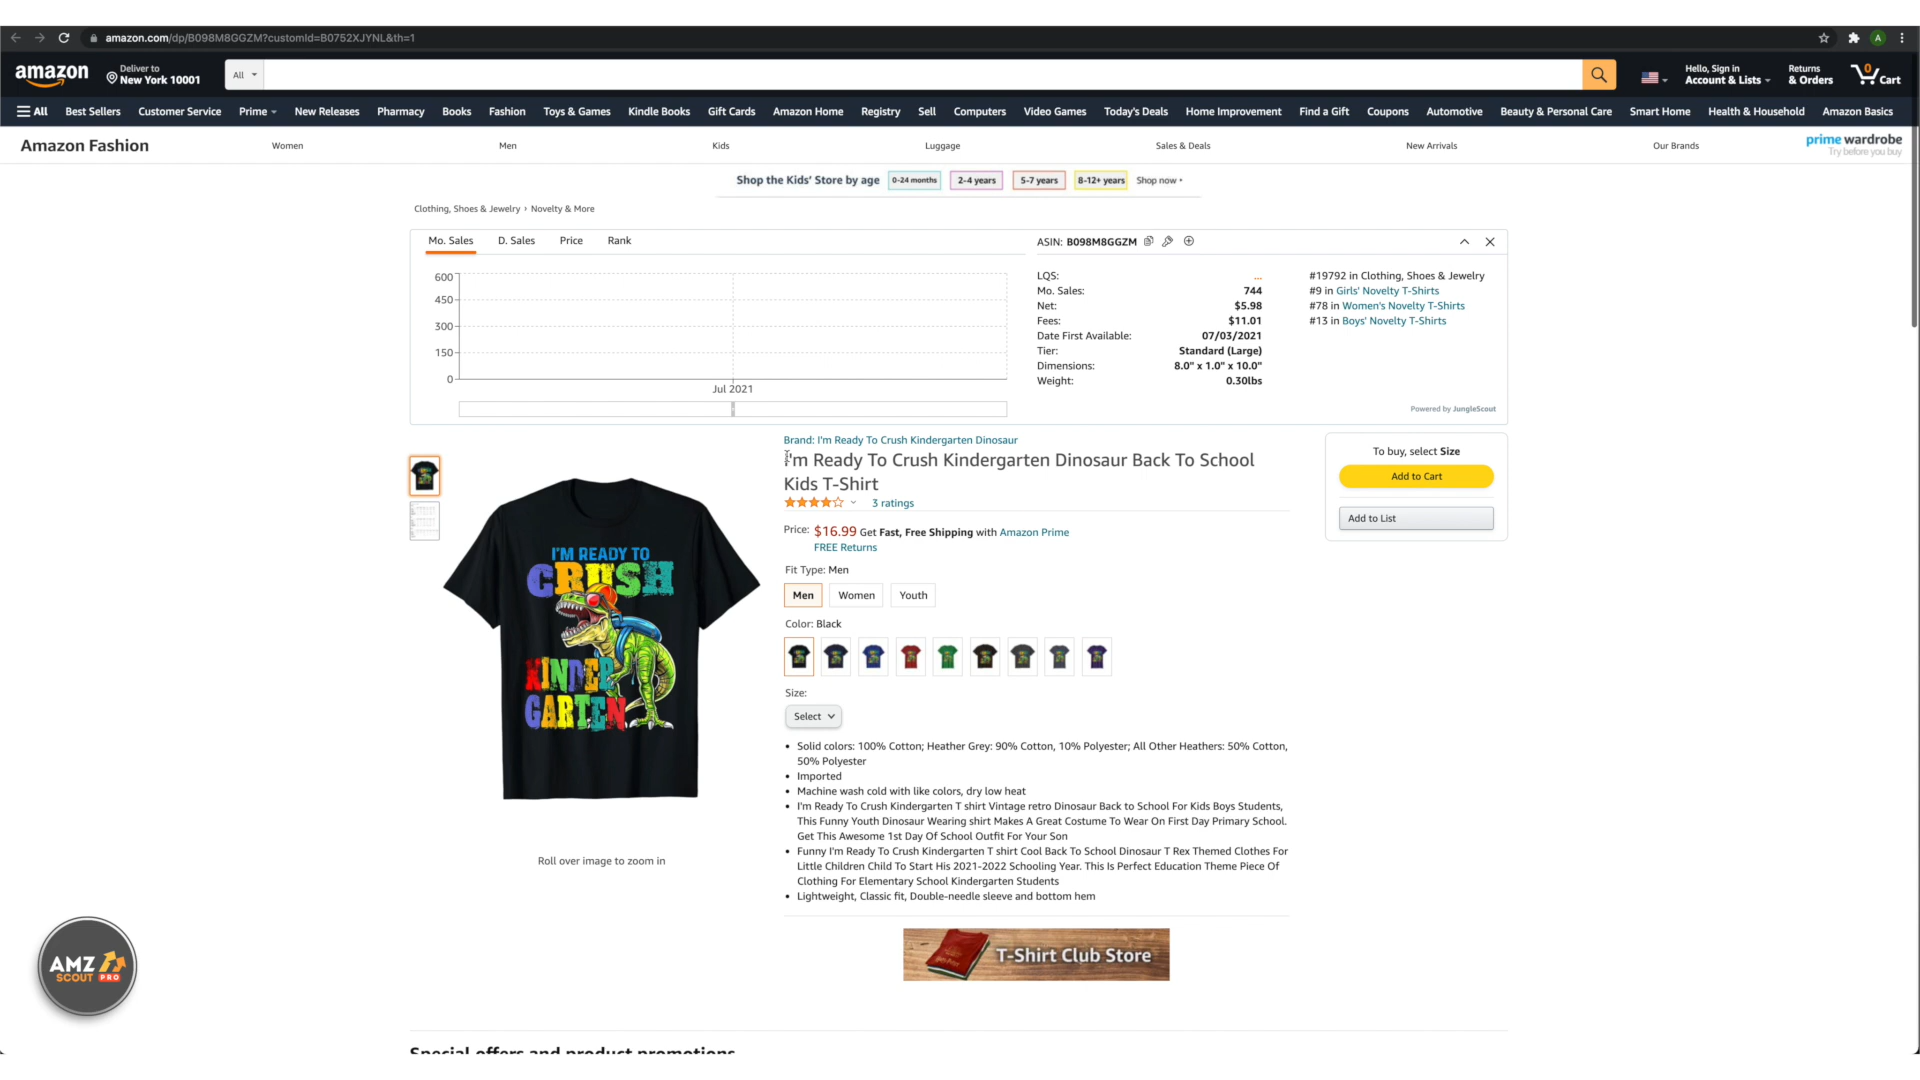 amazon.com/dp/B098M8GGZM?customId=B0752XJYNL&th=1
A
amazon
Deliver to
New York 10001
All
Hello, Sign in
Account & Lists
Returns
& Orders
0
Cart
All
Best Sellers
Customer Service
Prime
New Releases
Pharmacy
Books
Fashion
Toys & Games
Kindle Books
Gift Cards
Amazon Home
Registry
Sell
Computers
Video Games
Today's Deals
Home Improvement
Find a Gift
Coupons
Automotive
Beauty & Personal Care
Smart Home
Health & Household
Amazon Basics
Amazon Fashion
Women
Men
Kids
Luggage
Sales & Deals
New Arrivals
Our Brands
prime wardrobe
Try before you buy
Shop the Kids' Store by age
0-24 months
2-4 years
5-7 years
8-12+ years
Shop now
Clothing, Shoes & Jewelry › Novelty & More
Mo. Sales
D. Sales
Price
Rank
600
450
300
150
0
Jul 2021
ASIN: B098M8GGZM
LQS: ...
Mo. Sales: 744
Net: $5.98
Fees: $11.01
Date First Available: 07/03/2021
Tier: Standard (Large)
Dimensions: 8.0" x 1.0" x 10.0"
Weight: 0.30lbs
#19792 in Clothing, Shoes & Jewelry
#9 in Girls' Novelty T-Shirts
#78 in Women's Novelty T-Shirts
#13 in Boys' Novelty T-Shirts
Powered by JungleScout
I'M READY TO
CRUSH
KINDER
GARTEN
Roll over image to zoom in
Brand: I'm Ready To Crush Kindergarten Dinosaur
I'm Ready To Crush Kindergarten Dinosaur Back To School
Kids T-Shirt
3 ratings
Price: $16.99 Get Fast, Free Shipping with Amazon Prime
FREE Returns
Fit Type: Men
Men
Women
Youth
Color: Black
Size:
Select
• Solid colors: 100% Cotton; Heather Grey: 90% Cotton, 10% Polyester; All Other Heathers: 50% Cotton,
50% Polyester
• Imported
• Machine wash cold with like colors, dry low heat
• I'm Ready To Crush Kindergarten T shirt Vintage retro Dinosaur Back to School For Kids Boys Students,
This Funny Youth Dinosaur Wearing shirt Makes A Great Costume To Wear On First Day Primary School.
Get This Awesome 1st Day Of School Outfit For Your Son
• Funny I'm Ready To Crush Kindergarten T shirt Cool Back To School Dinosaur T Rex Themed Clothes For
Little Children Child To Start His 2021-2022 Schooling Year. This Is Perfect Education Theme Piece Of
Clothing For Elementary School Kindergarten Students
• Lightweight, Classic fit, Double-needle sleeve and bottom hem
To buy, select Size
Add to Cart
Add to List
T-Shirt Club Store
AMZ
SCOUT PRO
Special offers and product promotions